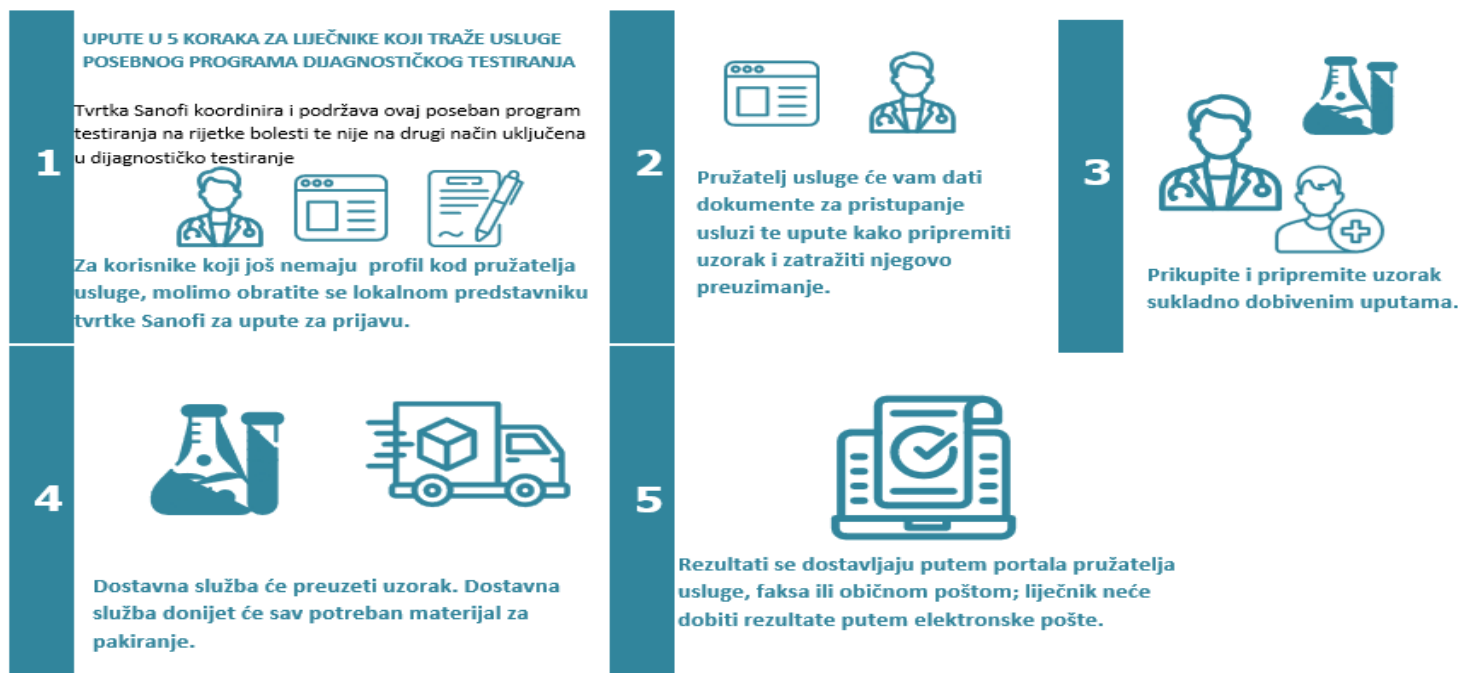 1
UPUTE U 5 KORAKA ZA LIJEČNIKE KOJI TRAŽE USLUGE
POSEBNOG PROGRAMA DIJAGNOSTIČKOG TESTIRANJA
Tvrtka Sanofi koordinira i podržava ovaj poseban program
testiranja na rijetke bolesti te nije na drugi način uključena
u dijagnostičko testiranje
Za korisnike koji još nemaju profil kod pružatelja
usluge, molimo obratite se lokalnom predstavniku
tvrtke Sanofi za upute za prijavu.
2
Pružatelj usluge će vam dati
dokumente za pristupanje
usluzi te upute kako pripremiti
uzorak i zatražiti njegovo
preuzimanje.
3
Prikupite i pripremite uzorak
sukladno dobivenim uputama.
4
Dostavna služba će preuzeti uzorak. Dostavna
služba donijet će sav potreban materijal za
pakiranje.
5
Rezultati se dostavljaju putem portala pružatelja
usluge, faksa ili običnom poštom; liječnik neće
dobiti rezultate putem elektronske pošte.